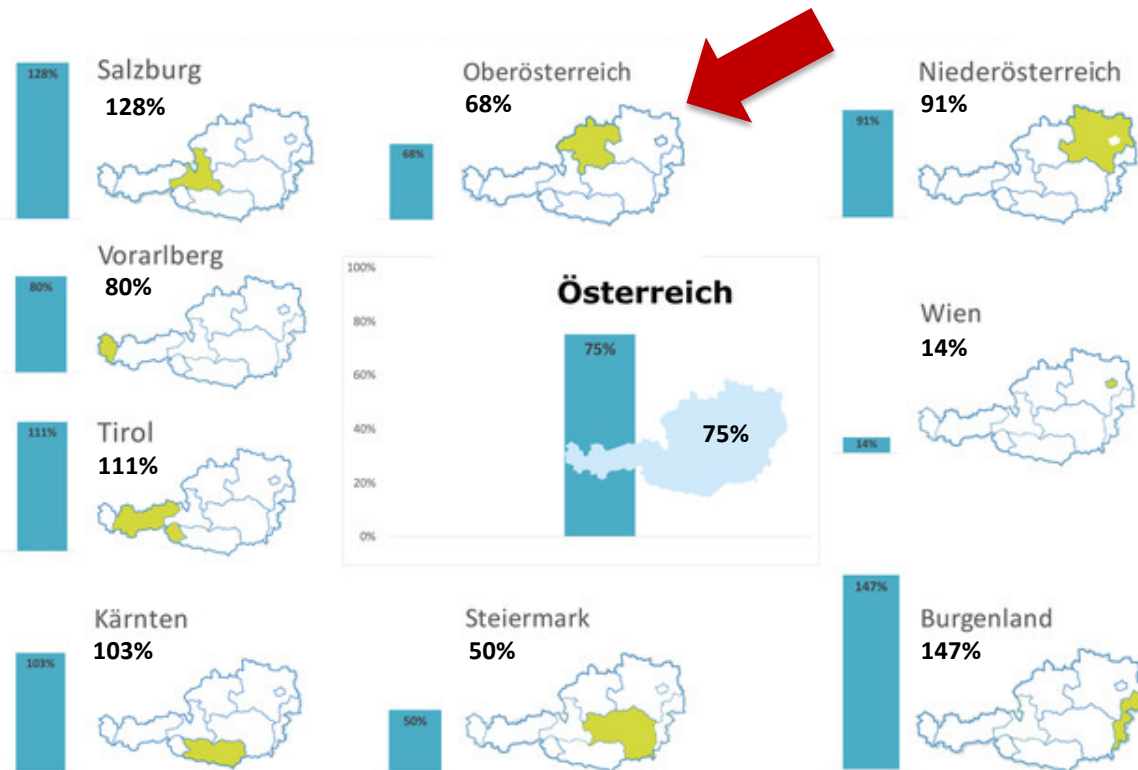 128%
Salzburg
128%
68%
Oberösterreich
68%
91%
Niederösterreich
91%
80%
Vorarlberg
80%
100%
80%
60%
40%
20%
0%
Österreich
75%
75%
14%
Wien
14%
111%
Tirol
111%
103%
Kärnten
103%
50%
Steiermark
50%
147%
Burgenland
147%